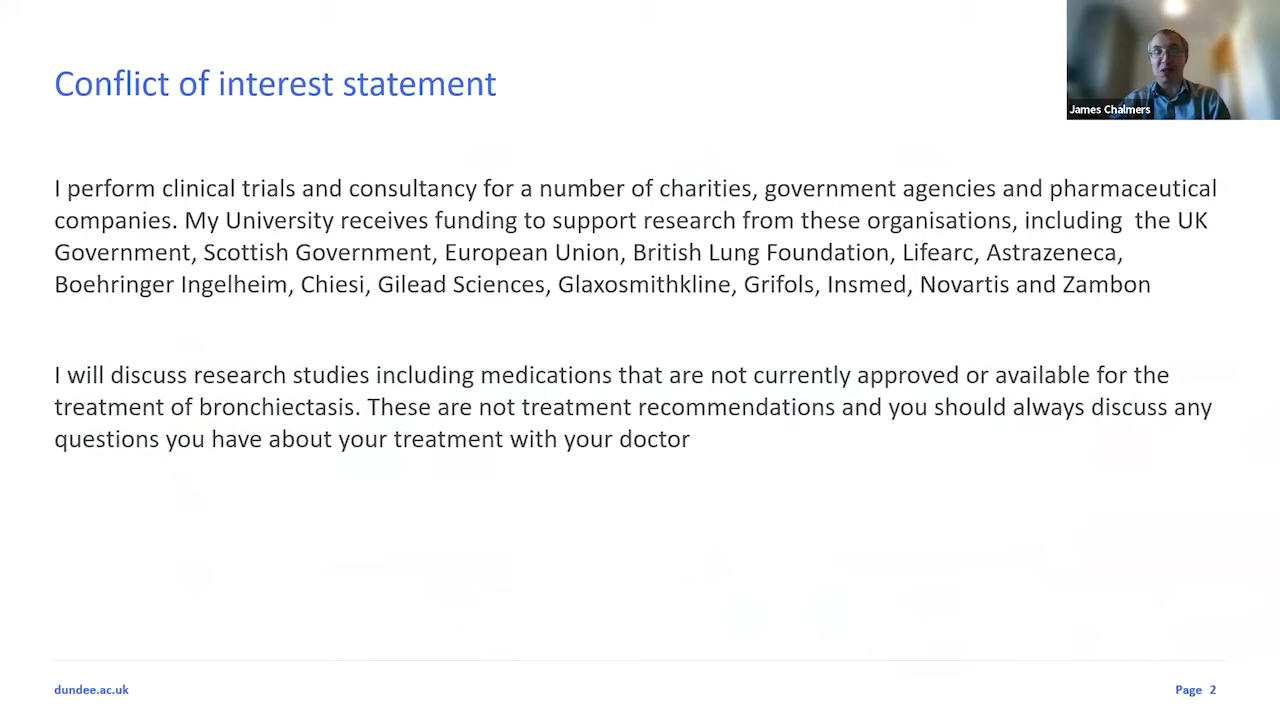 Conflict of interest statement
James Chalmers
I perform clinical trials and consultancy for a number of charities, government agencies and pharmaceutical
companies. My University receives funding to support research from these organisations, including  the UK
Government, Scottish Government, European Union, British Lung Foundation, Lifearc, Astrazeneca,
Boehringer Ingelheim, Chiesi, Gilead Sciences, Glaxosmithkline, Grifols, Insmed, Novartis and Zambon
I will discuss research studies including medications that are not currently approved or available for the
treatment of bronchiectasis. These are not treatment recommendations and you should always discuss any
questions you have about your treatment with your doctor
dundee.ac.uk
Page 2